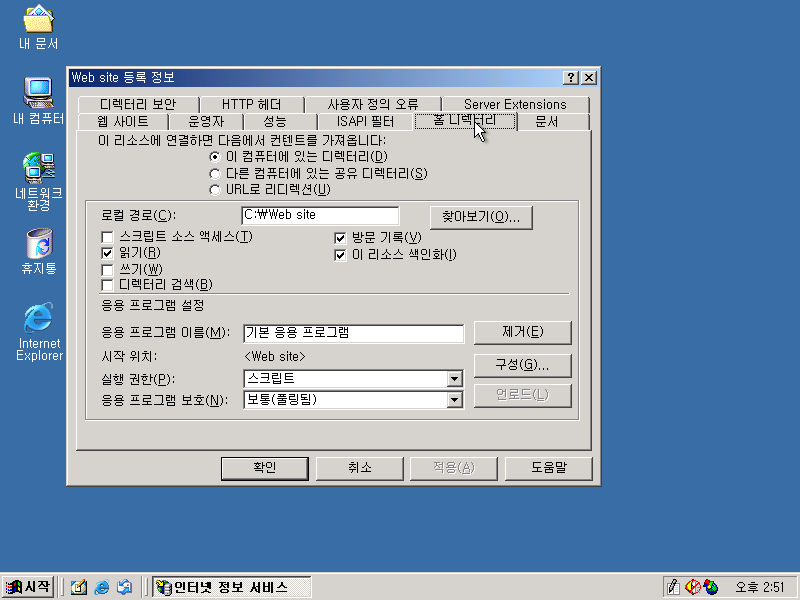 내 문서
내 컴퓨터
네트워크
환경
휴지통
Internet
Explorer
Web site 등록 정보
디렉터리 보안
HTTP 헤더
사용자 정의 오류
Server Extensions
웹 사이트
운영자
성능
ISAPI 필터
홈 디렉터리
문서
이 리소스에 연결하면 다음에서 컨텐트를 가져옵니다:
이 컴퓨터에 있는 디렉터리(D)
다른 컴퓨터에 있는 공유 디렉터리(S)
URL로 리디렉션(U)
로컬 경로(C):
C:₩Web site
찾아보기(O)...
스크립트 소스 액세스(T)
읽기(R)
쓰기(W)
디렉터리 검색(B)
방문 기록(V)
이 리소스 색인화(I)
응용 프로그램 설정
응용 프로그램 이름(M):
기본 응용 프로그램
제거(E)
시작 위치:
<Web site>
구성(G)...
실행 권한(P):
스크립트
언로드(L)
응용 프로그램 보호(N):
보통(풀링됨)
확인
취소
적용(A)
도움말
시작
인터넷 정보 서비스
오후 2:51